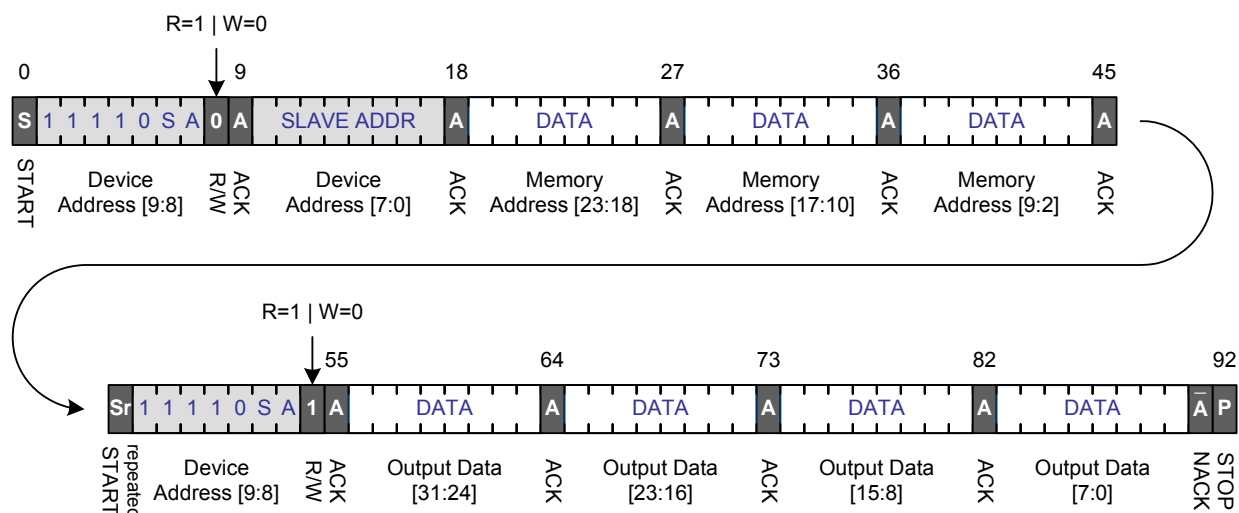 R=1 | W=0
0 9 18 27 36 45
S 1 1 1 1 0 S A 0 A SLAVE ADDR A DATA A DATA A DATA A
START
Device
Address [9:8]
R/W
ACK
Device
Address [7:0]
ACK
Memory
Address [23:18]
ACK
Memory
Address [17:10]
ACK
Memory
Address [9:2]
ACK
R=1 | W=0
55 64 73 82 92
Sr 1 1 1 1 0 S A 1 A DATA A DATA A DATA A DATA A̅ P
repeated
START
Device
Address [9:8]
R/W
ACK
Output Data
[31:24]
ACK
Output Data
[23:16]
ACK
Output Data
[15:8]
ACK
Output Data
[7:0]
NACK
STOP